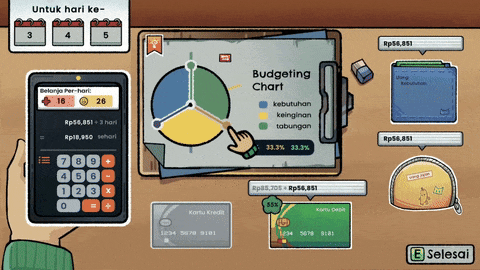 Untuk hari ke-
3 4 5
Belanja Per-hari:
16 26
Rp56,851 ÷ 3 hari
= Rp18,950 sehari
7 8 9 +
4 5 6 -
1 2 3 ×
0 = ÷
Budgeting
Chart
kebutuhan
keinginan
tabungan
33.3% 33.3%
Rp56,851
Uang
Kebutuhan
Rp56,851
Uang Jajan
Rp85,705 + Rp56,851
Kartu Kredit
1234 5678 9101
33%
Kartu Debit
1234 5678 9101
E Selesai